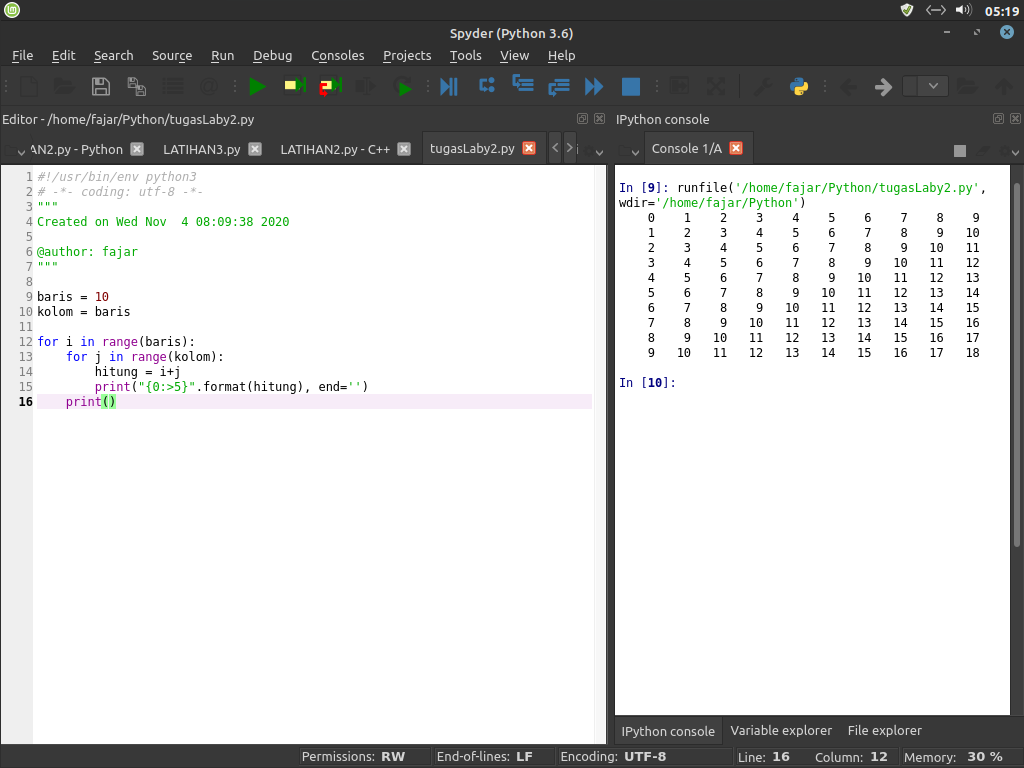 05:19
Spyder (Python 3.6)
File Edit Search Source Run Debug Consoles Projects Tools View Help
Editor - /home/fajar/Python/tugasLaby2.py
AN2.py - Python LATIHAN3.py LATIHAN2.py - C++ tugasLaby2.py
1 #!/usr/bin/env python3
2 # -*- coding: utf-8 -*-
3 """
4 Created on Wed Nov  4 08:09:38 2020
5
6 @author: fajar
7 """
8
9 baris = 10
10 kolom = baris
11
12 for i in range(baris):
13     for j in range(kolom):
14         hitung = i+j
15         print("{0:>5}".format(hitung), end='')
16     print()
IPython console
Console 1/A
In [9]: runfile('/home/fajar/Python/tugasLaby2.py',
wdir='/home/fajar/Python')
    0    1    2    3    4    5    6    7    8    9
    1    2    3    4    5    6    7    8    9   10
    2    3    4    5    6    7    8    9   10   11
    3    4    5    6    7    8    9   10   11   12
    4    5    6    7    8    9   10   11   12   13
    5    6    7    8    9   10   11   12   13   14
    6    7    8    9   10   11   12   13   14   15
    7    8    9   10   11   12   13   14   15   16
    8    9   10   11   12   13   14   15   16   17
    9   10   11   12   13   14   15   16   17   18
In [10]:
IPython console Variable explorer File explorer
Permissions: RW End-of-lines: LF Encoding: UTF-8 Line: 16 Column: 12 Memory: 30 %